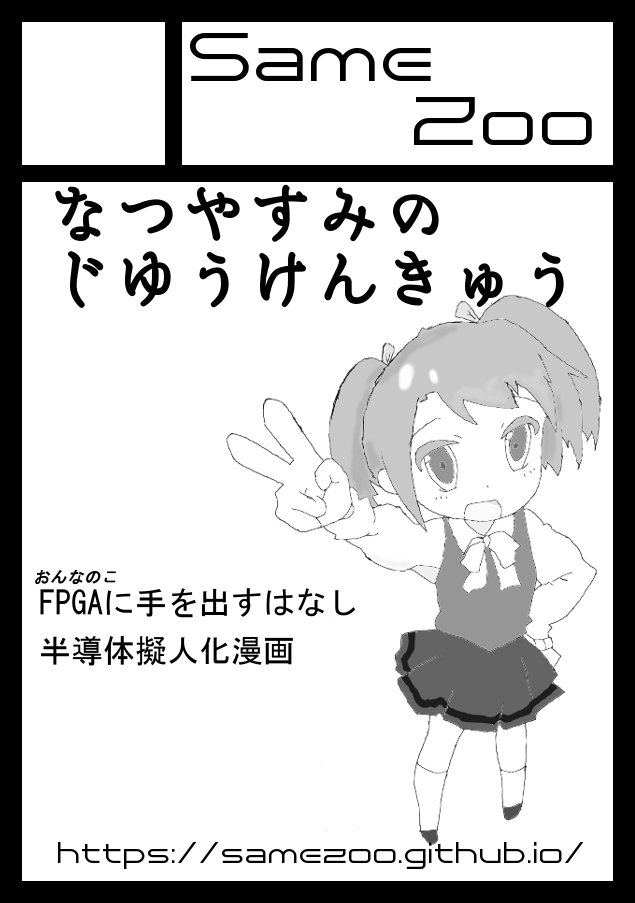 Same
Zoo
なつやすみの
じゆうけんきゅう
おんなのこ
FPGAに手を出すはなし
半導体擬人化漫画
https://samezoo.github.io/